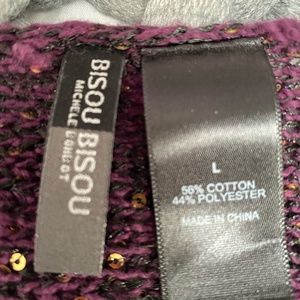 BISOU BISOU
MICHELE BOHBOT
L
56% COTTON
44% POLYESTER
MADE IN CHINA